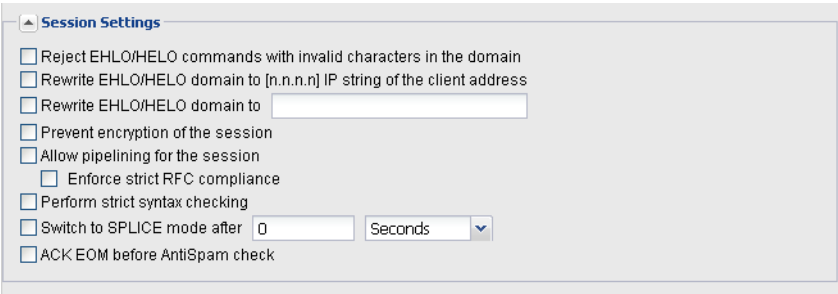 Session Settings
Reject EHLO/HELO commands with invalid characters in the domain
Rewrite EHLO/HELO domain to [n.n.n.n] IP string of the client address
Rewrite EHLO/HELO domain to
Prevent encryption of the session
Allow pipelining for the session
Enforce strict RFC compliance
Perform strict syntax checking
Switch to SPLICE mode after 0 Seconds
ACK EOM before AntiSpam check